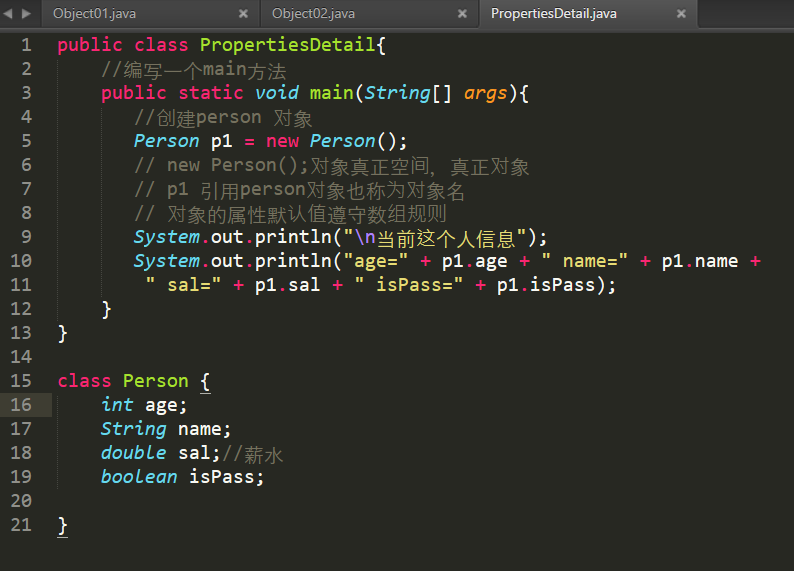 Object01.java × Object02.java × PropertiesDetail.java ×
1 public class PropertiesDetail{
2 //编写一个main方法
3 public static void main(String[] args){
4 //创建person 对象
5 Person p1 = new Person();
6 // new Person();对象真正空间，真正对象
7 // p1 引用person对象也称为对象名
8 // 对象的属性默认值遵守数组规则
9 System.out.println("\n当前这个人信息");
10 System.out.println("age=" + p1.age + " name=" + p1.name +
11 " sal=" + p1.sal + " isPass=" + p1.isPass);
12 }
13 }
14
15 class Person {
16 int age;
17 String name;
18 double sal;//薪水
19 boolean isPass;
20
21 }